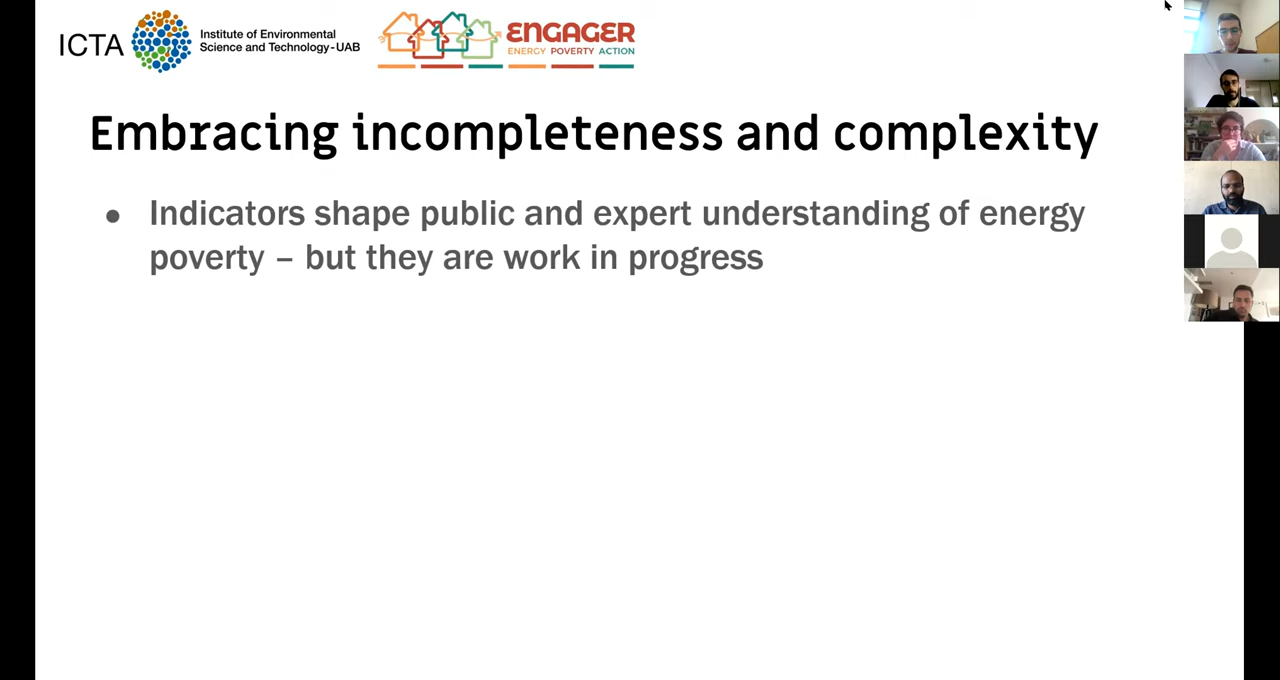 ICTA
Institute of Environmental
Science and Technology-UAB
ENGAGER
ENERGY POVERTY ACTION
Embracing incompleteness and complexity
● Indicators shape public and expert understanding of energy
poverty – but they are work in progress